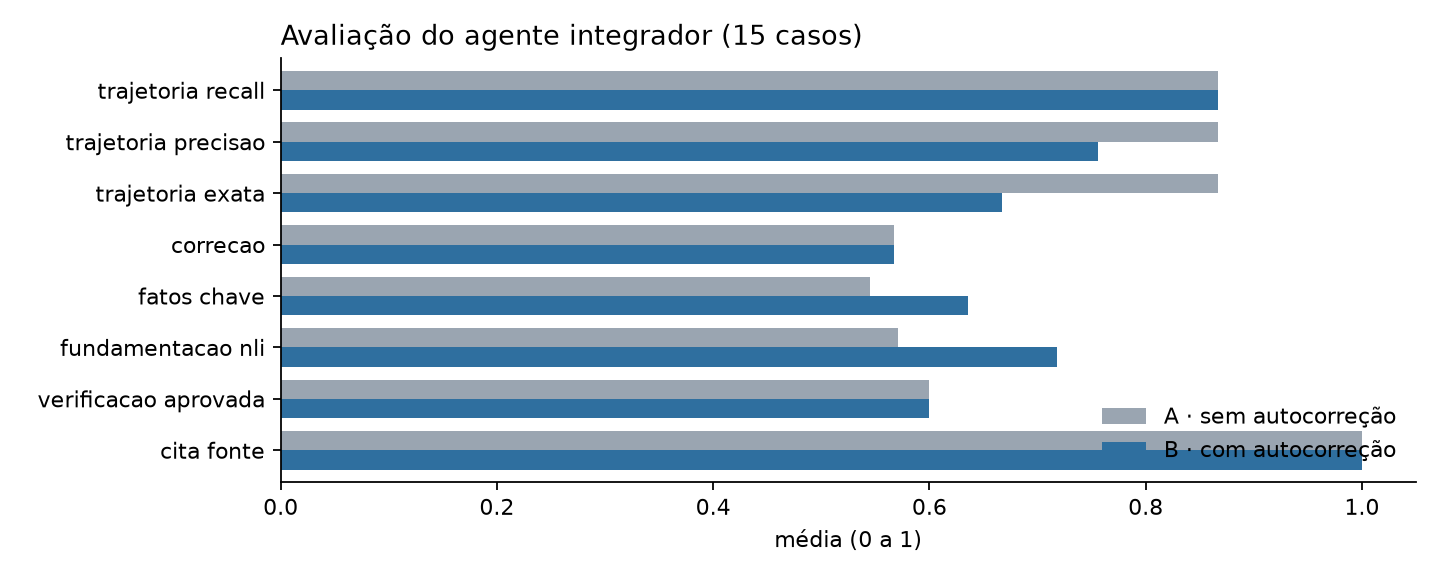 Avaliação do agente integrador (15 casos)
trajetoria recall
trajetoria precisao
trajetoria exata
correcao
fatos chave
fundamentacao nli
verificacao aprovada
cita fonte
A · sem autocorreção
B · com autocorreção
0.0 0.2 0.4 0.6 0.8 1.0
média (0 a 1)